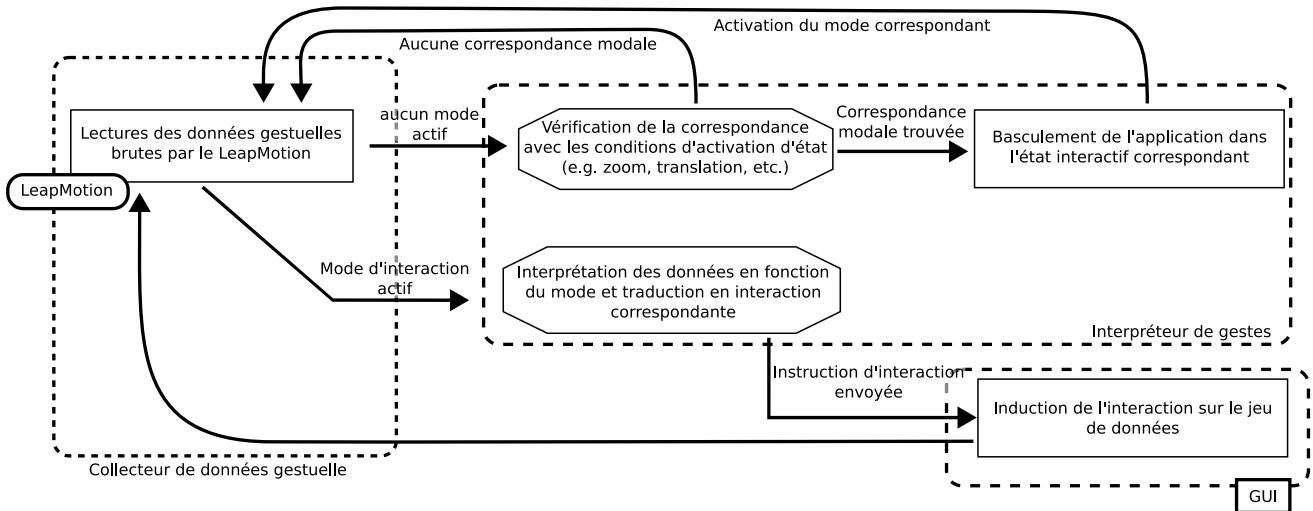 Activation du mode correspondant
Aucune correspondance modale
Lectures des données gestuelles
brutes par le LeapMotion
LeapMotion
aucun mode
actif
Vérification de la correspondance
avec les conditions d'activation d'état
(e.g. zoom, translation, etc.)
Correspondance
modale trouvée
Basculement de l'application dans
l'état interactif correspondant
Mode d'interaction
actif
Interprétation des données en fonction
du mode et traduction en interaction
correspondante
Interpréteur de gestes
Instruction d'interaction
envoyée
Induction de l'interaction sur le jeu
de données
Collecteur de données gestuelle
GUI